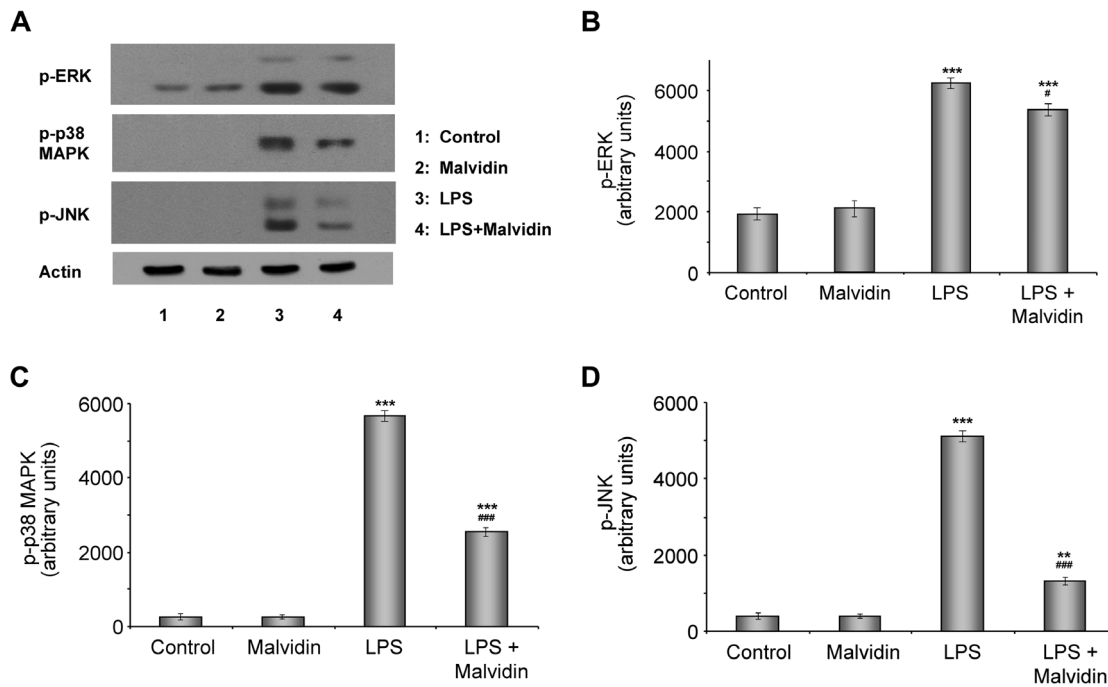 A
p-ERK
p-p38
MAPK
p-JNK
Actin
1 2 3 4
1: Control
2: Malvidin
3: LPS
4: LPS+Malvidin
B
p-ERK
(arbitrary units)
8000
6000
4000
2000
0
***
***
#
Control Malvidin LPS LPS +
Malvidin
C
p-p38 MAPK
(arbitrary units)
6000
4000
2000
0
***
***
###
Control Malvidin LPS LPS +
Malvidin
D
p-JNK
(arbitrary units)
6000
4000
2000
0
***
**
###
Control Malvidin LPS LPS +
Malvidin